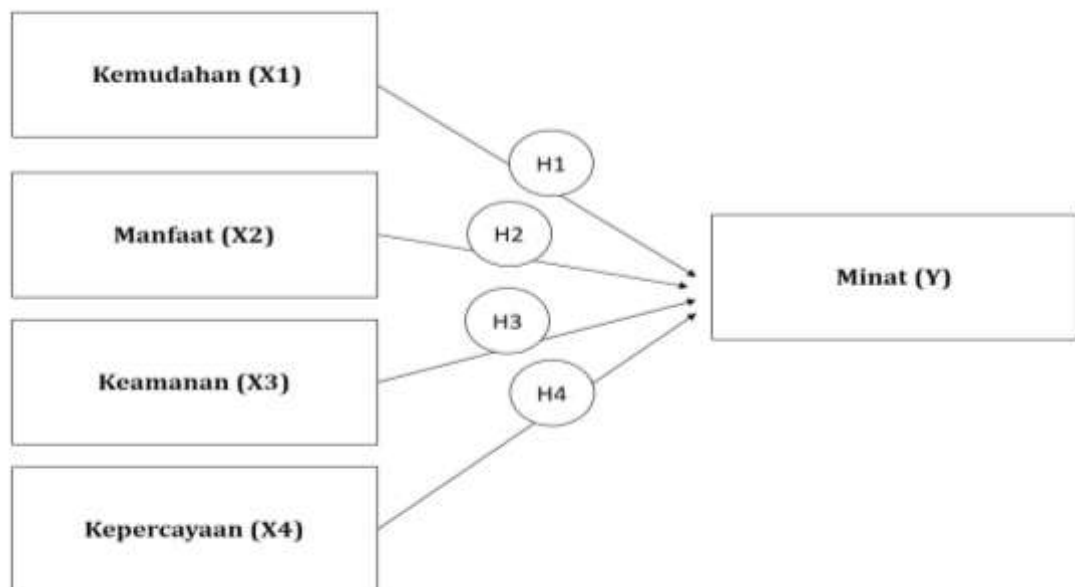 Kemudahan (X1)
H1
Manfaat (X2)
H2
Minat (Y)
H3
Keamanan (X3)
H4
Kepercayaan (X4)